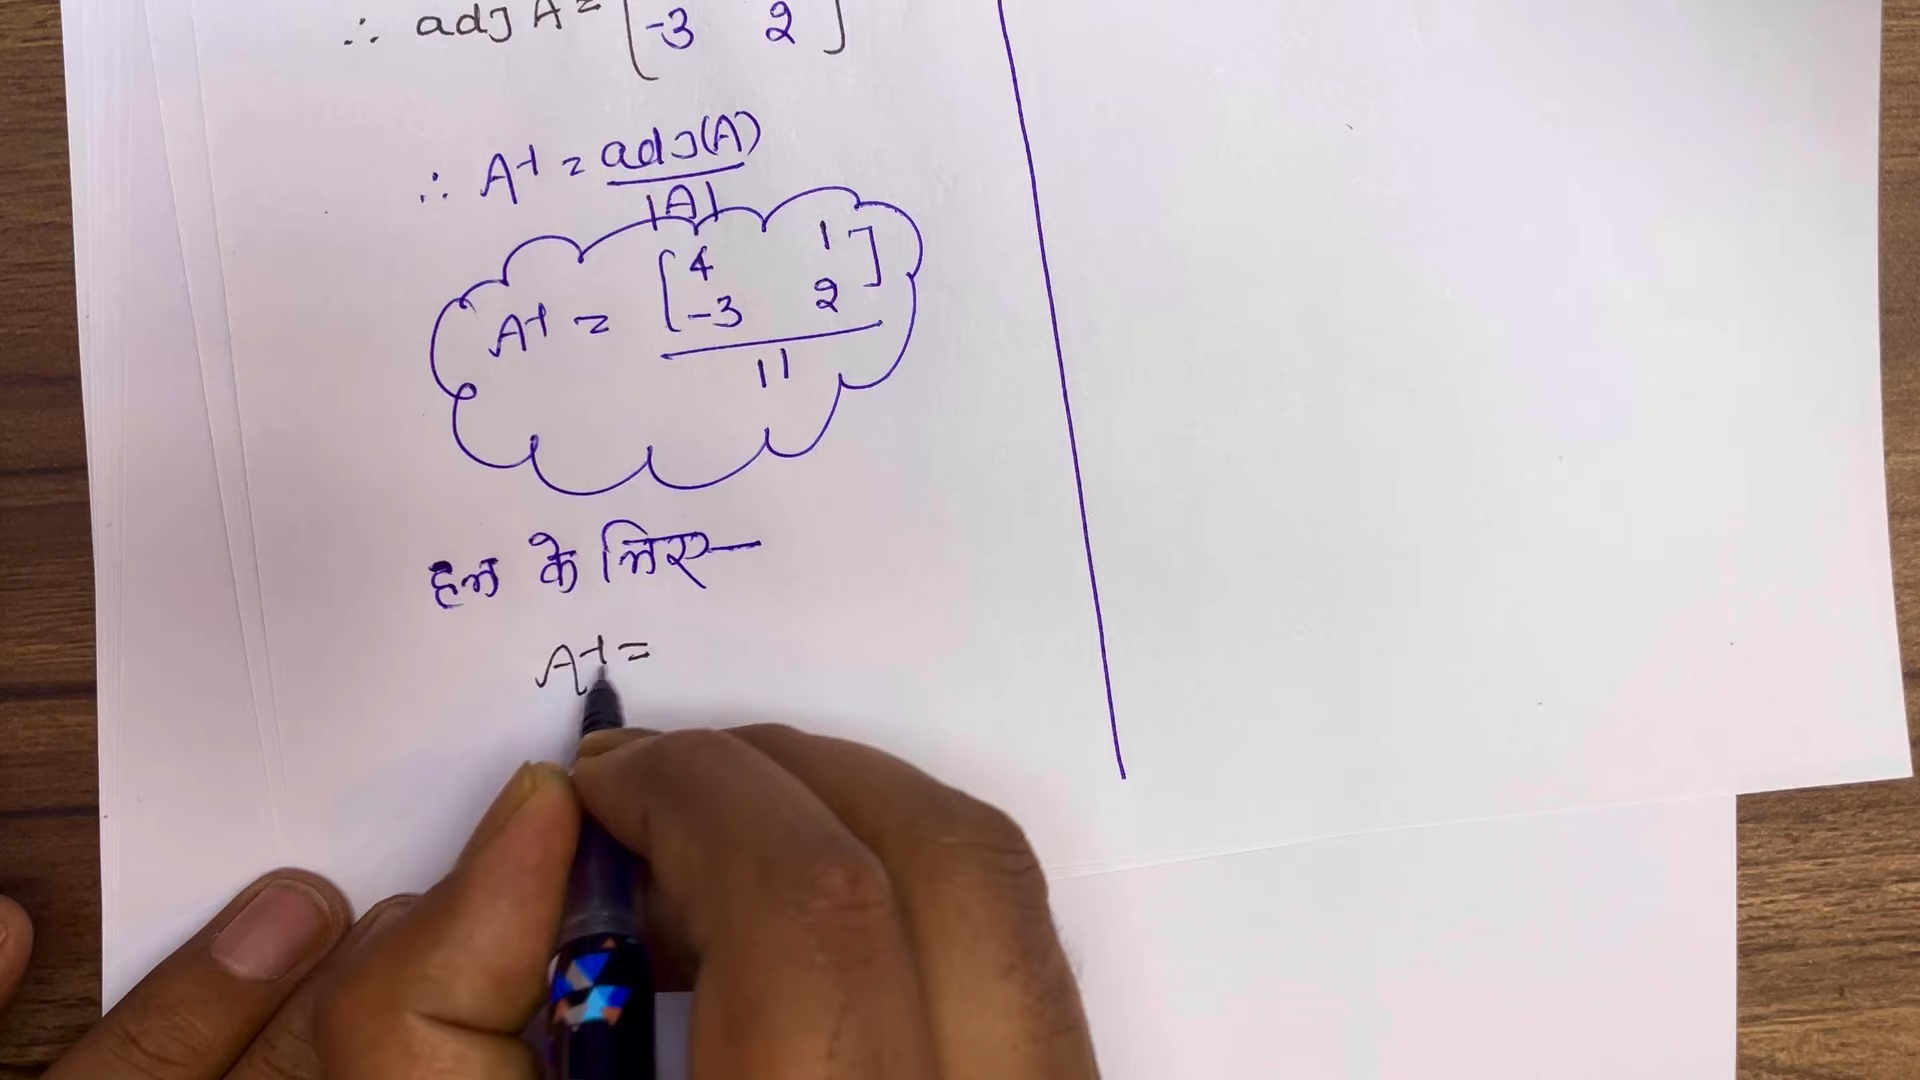 ∴ adj A = [-3 2]
∴ A⁻¹ = adj(A)
|A|
A⁻¹ = [4 1
-3 2]
11
हल के लिए—
A⁻¹ =